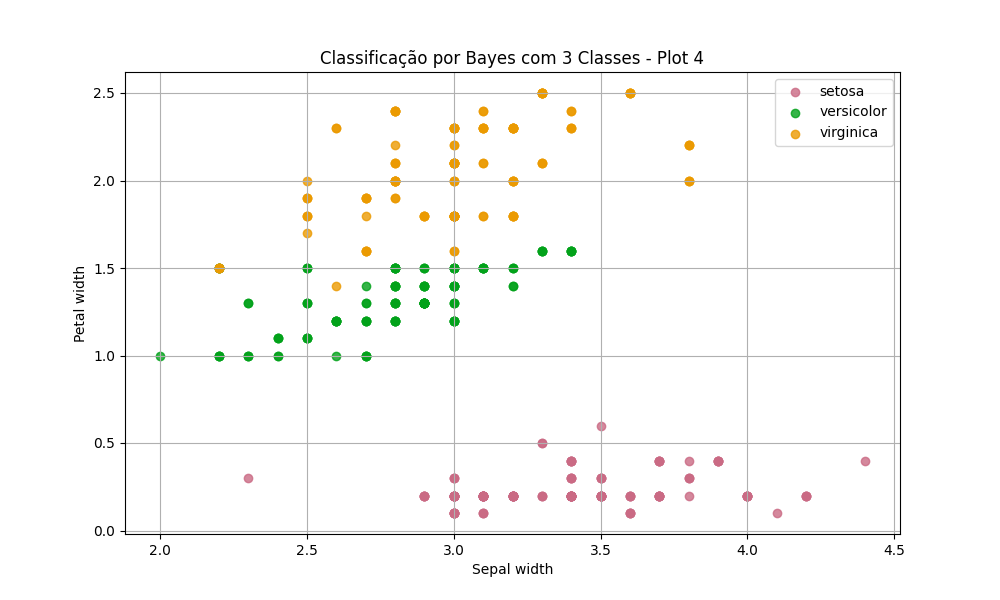 Classificação por Bayes com 3 Classes - Plot 4
setosa
versicolor
virginica
Petal width
2.5
2.0
1.5
1.0
0.5
0.0
2.0 2.5 3.0 3.5 4.0 4.5
Sepal width